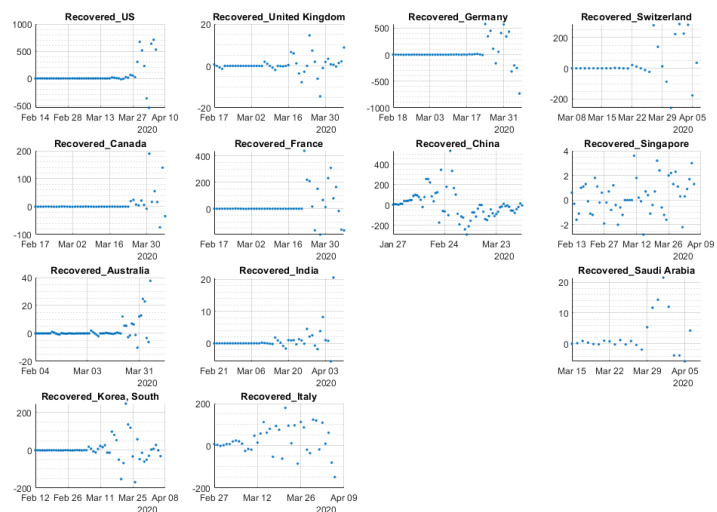 Recovered_US
1000
500
0
-500
Feb 14 Feb 28 Mar 13 Mar 27 Apr 10
2020
Recovered_United Kingdom
20
0
-20
Feb 17 Mar 02 Mar 16 Mar 30
2020
Recovered_Germany
500
0
-500
-1000
Feb 18 Mar 03 Mar 17 Mar 31
2020
Recovered_Switzerland
200
0
-200
Mar 08 Mar 15 Mar 22 Mar 29 Apr 05
2020
Recovered_Canada
200
100
0
-100
Feb 17 Mar 02 Mar 16 Mar 30
2020
Recovered_France
400
200
0
Feb 17 Mar 02 Mar 16 Mar 30
2020
Recovered_China
400
200
0
-200
Jan 27 Feb 24 Mar 23
2020
Recovered_Singapore
4
2
0
-2
Feb 13 Feb 27 Mar 12 Mar 26 Apr 09
2020
Recovered_Australia
40
20
0
-20
Feb 04 Mar 03 Mar 31
2020
Recovered_India
20
10
0
Feb 21 Mar 06 Mar 20 Apr 03
2020
Recovered_Saudi Arabia
20
10
0
Mar 15 Mar 22 Mar 29 Apr 05
2020
Recovered_Korea, South
200
0
-200
Feb 12 Feb 26 Mar 11 Mar 25 Apr 08
2020
Recovered_Italy
200
0
-200
Feb 27 Mar 12 Mar 26 Apr 09
2020